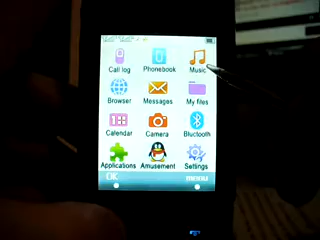 Call log Phonebook Music
Browser Messages My files
Calendar Camera Bluetooth
Applications Amusement Settings
OK menu